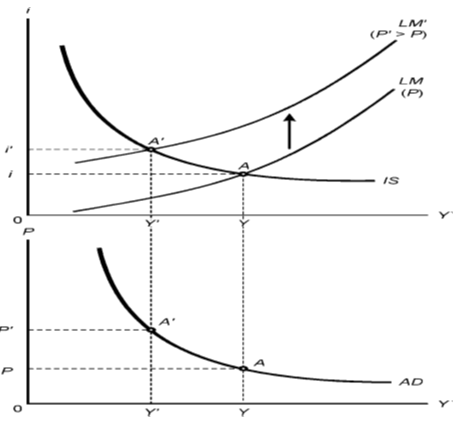 i
LM'
(P' > P)
LM
(P)
A'
i'
A
i
IS
0
Y'
Y
Y
P
A'
P'
A
P
AD
0
Y'
Y
Y